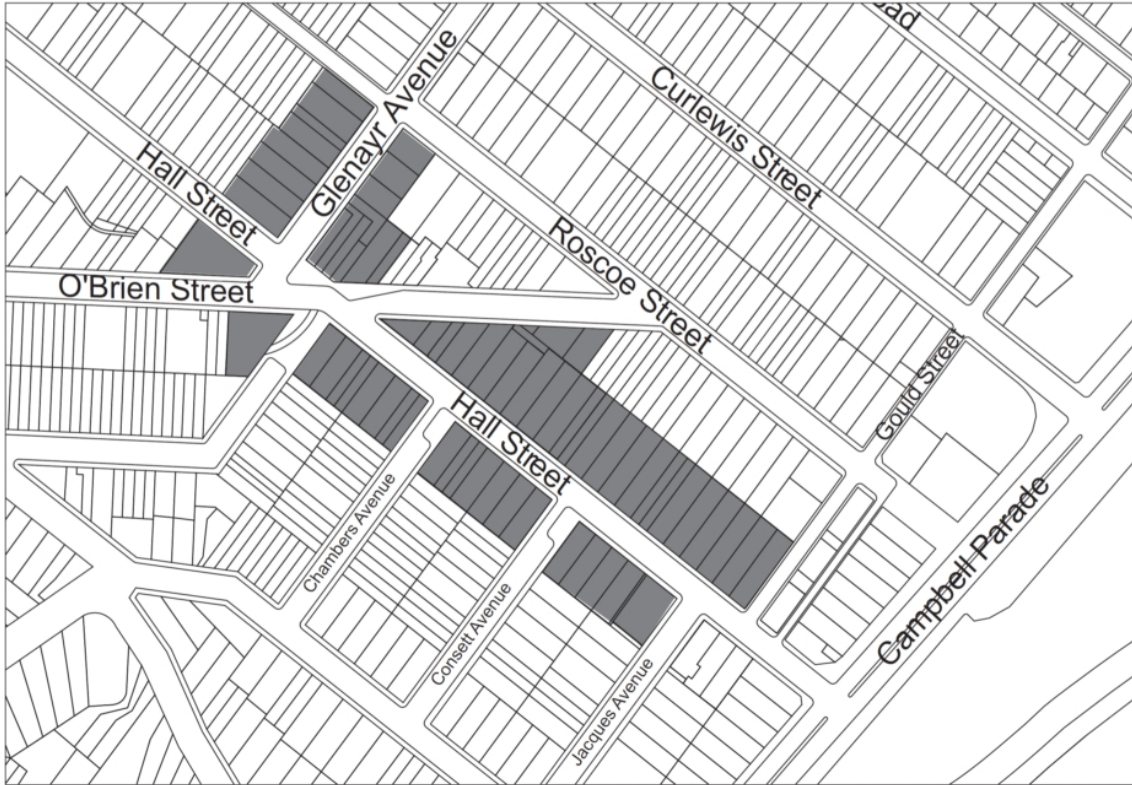 oad
Glenayr Avenue
Curlewis Street
Hall Street
Roscoe Street
O'Brien Street
Gould Street
Hall Street
Campbell Parade
Chambers Avenue
Consett Avenue
Jacques Avenue